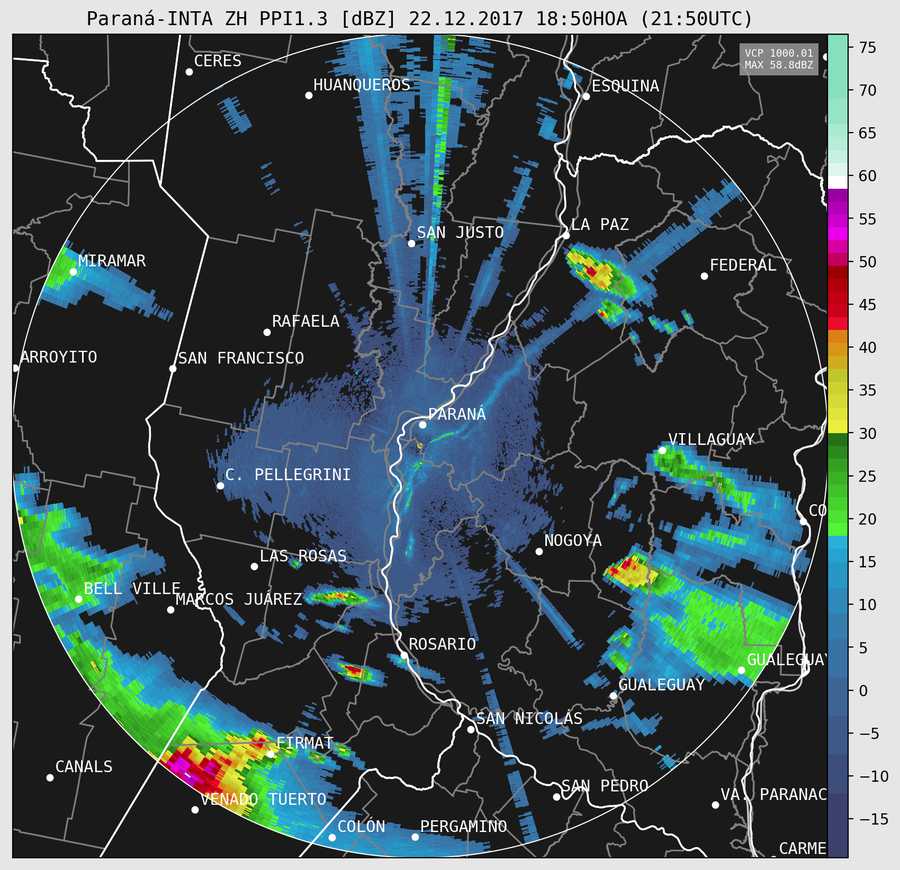 Paraná-INTA ZH PPI1.3 [dBZ] 22.12.2017 18:50HOA (21:50UTC)
VCP 1000.01
MAX 58.8dBZ
CERES
HUANQUEROS
ESQUINA
SAN JUSTO
LA PAZ
MIRAMAR
FEDERAL
RAFAELA
ARROYITO
SAN FRANCISCO
PARANÁ
VILLAGUAY
C. PELLEGRINI
CO
NOGOYA
LAS ROSAS
BELL VILLE
MARCOS JUÁREZ
ROSARIO
GUALEGUAY
GUALEGUAY
SAN NICOLÁS
FIRMAT
CANALS
SAN PEDRO
VENADO TUERTO
VA. PARANAC
COLÓN
PERGAMINO
CARME
75
70
65
60
55
50
45
40
35
30
25
20
15
10
5
0
−5
−10
−15